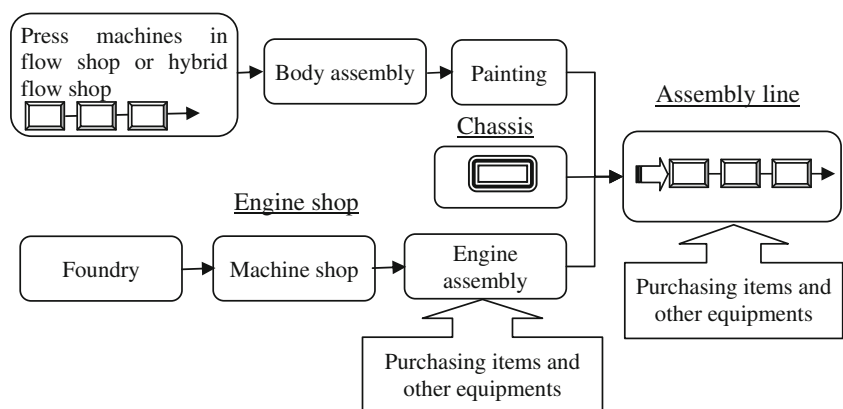 Press machines in
flow shop or hybrid
flow shop
Body assembly
Painting
Assembly line
Chassis
Engine shop
Foundry
Machine shop
Engine
assembly
Purchasing items and
other equipments
Purchasing items and
other equipments